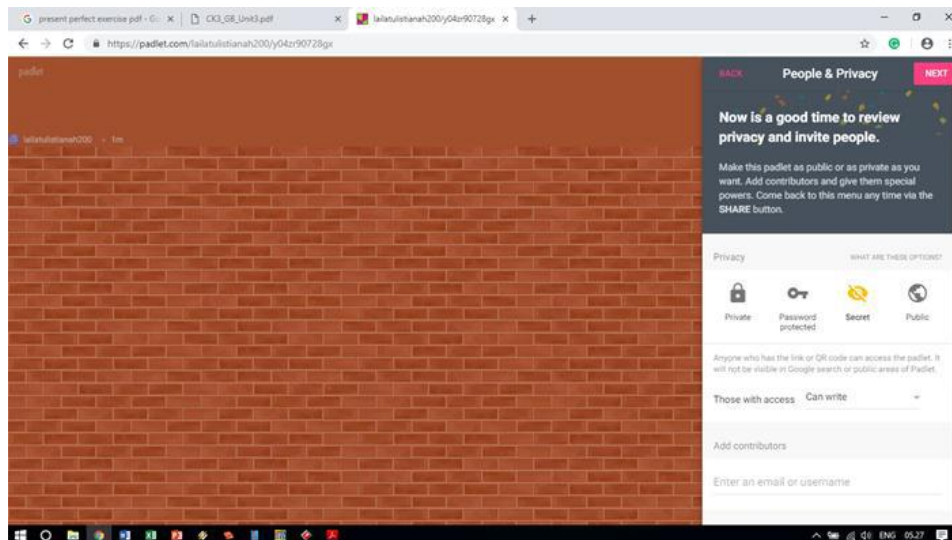 present perfect exercise pdf - G
CK3_GB_Unit3.pdf
lailatulistianah200/y04zr90728gx
https://padlet.com/lailatulistianah200/y04zr90728gx
padlet
lailatulistianah200 • 1m
BACK
People & Privacy
NEXT
Now is a good time to review
privacy and invite people.
Make this padlet as public or as private as you
want. Add contributors and give them special
powers. Come back to this menu any time via the
SHARE button.
Privacy
WHAT ARE THESE OPTIONS?
Private
Password
protected
Secret
Public
Anyone who has the link or QR code can access the padlet. It
will not be visible in Google search or public areas of Padlet.
Those with access
Can write
Add contributors
Enter an email or username
ENG
05.27